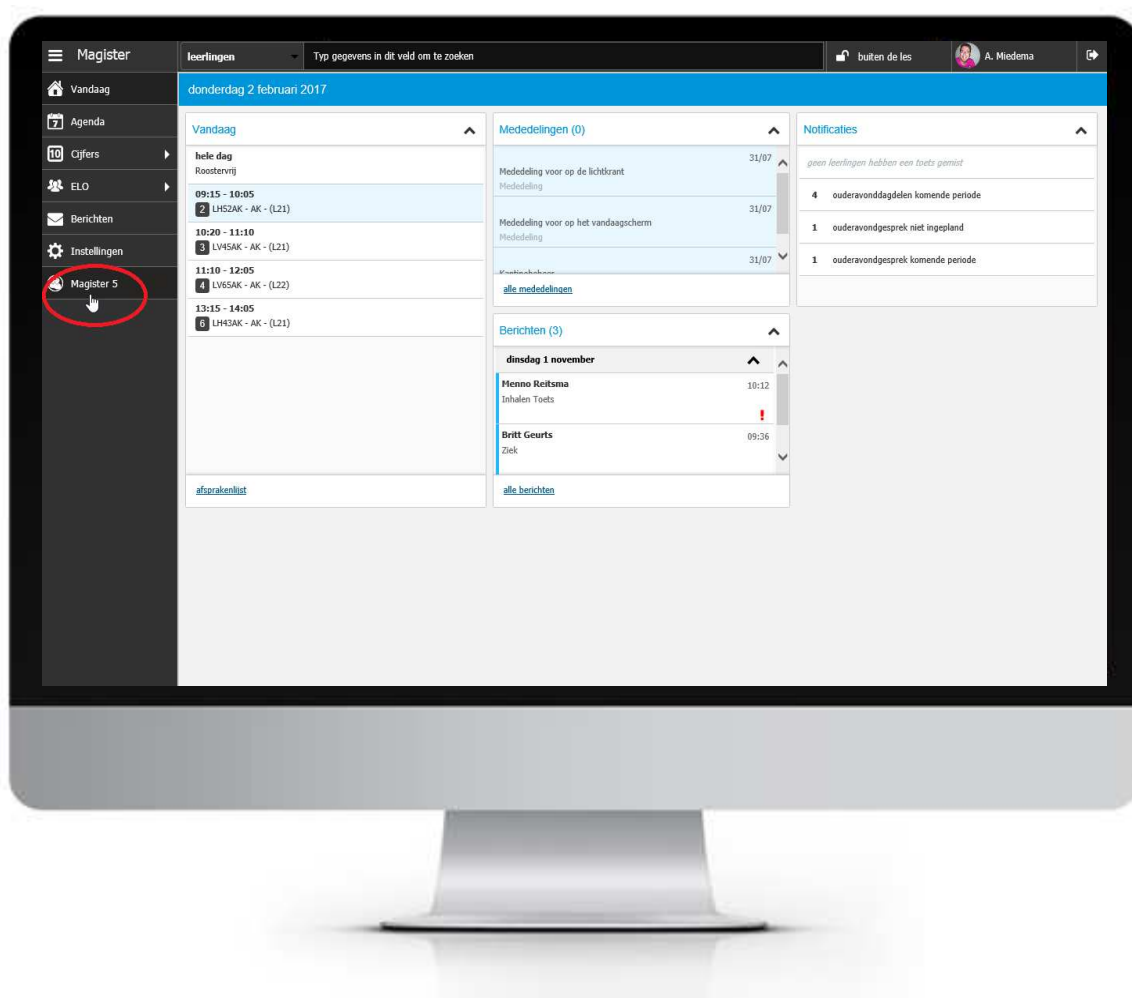 Magister
leerlingen
Typ gegevens in dit veld om te zoeken
buiten de les
A. Miedema
Vandaag
7 Agenda
10 Cijfers
ELO
Berichten
Instellingen
Magister 5
donderdag 2 februari 2017
Vandaag
hele dag
Roostervrij
09:15 - 10:05
2 LH52AK - AK - (L21)
10:20 - 11:10
3 LV45AK - AK - (L21)
11:10 - 12:05
4 LV65AK - AK - (L22)
13:15 - 14:05
6 LH43AK - AK - (L21)
afsprakenlijst
Mededelingen (0)
31/07
Mededeling voor op de lichtkrant
Mededeling
31/07
Mededeling voor op het vandaagscherm
Mededeling
31/07
Kantinebeheer
alle mededelingen
Berichten (3)
dinsdag 1 november
Menno Reitsma 10:12
Inhalen Toets
!
Britt Geurts 09:36
Ziek
alle berichten
Notificaties
geen leerlingen hebben een toets gemist
4 ouderavonddagdelen komende periode
1 ouderavondgesprek niet ingepland
1 ouderavondgesprek komende periode